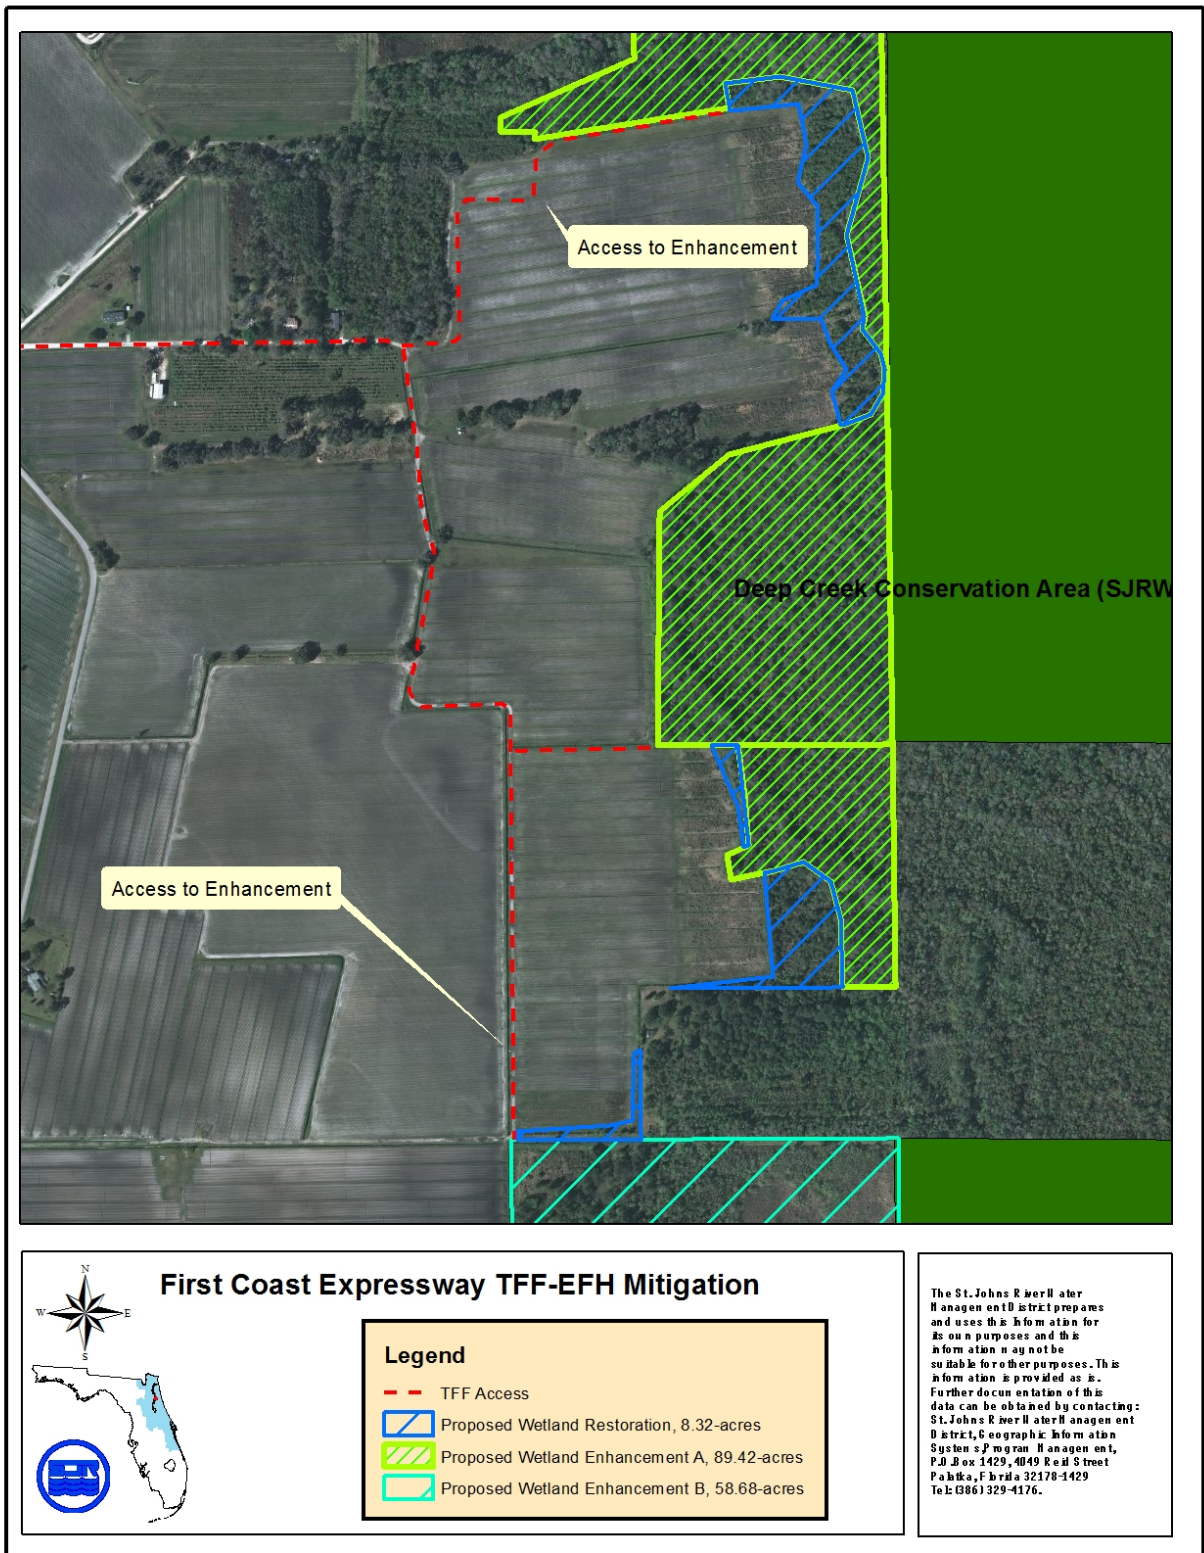 Access to Enhancement
Deep Creek Conservation Area (SJRW
Access to Enhancement
First Coast Expressway TFF-EFH Mitigation
N
W E
S
Legend
TFF Access
Proposed Wetland Restoration, 8.32-acres
Proposed Wetland Enhancement A, 89.42-acres
Proposed Wetland Enhancement B, 58.68-acres
The St. Johns River Water
Management District prepares
and uses this information for
its own purposes and this
information may not be
suitable for other purposes. This
information is provided as is.
Further documentation of this
data can be obtained by contacting:
St. Johns River Water Management
District, Geographic Information
Systems, Program Management,
P.O. Box 1429, 4049 Reid Street
Palatka, Florida 32178-1429
Tel: (386) 329-4176.